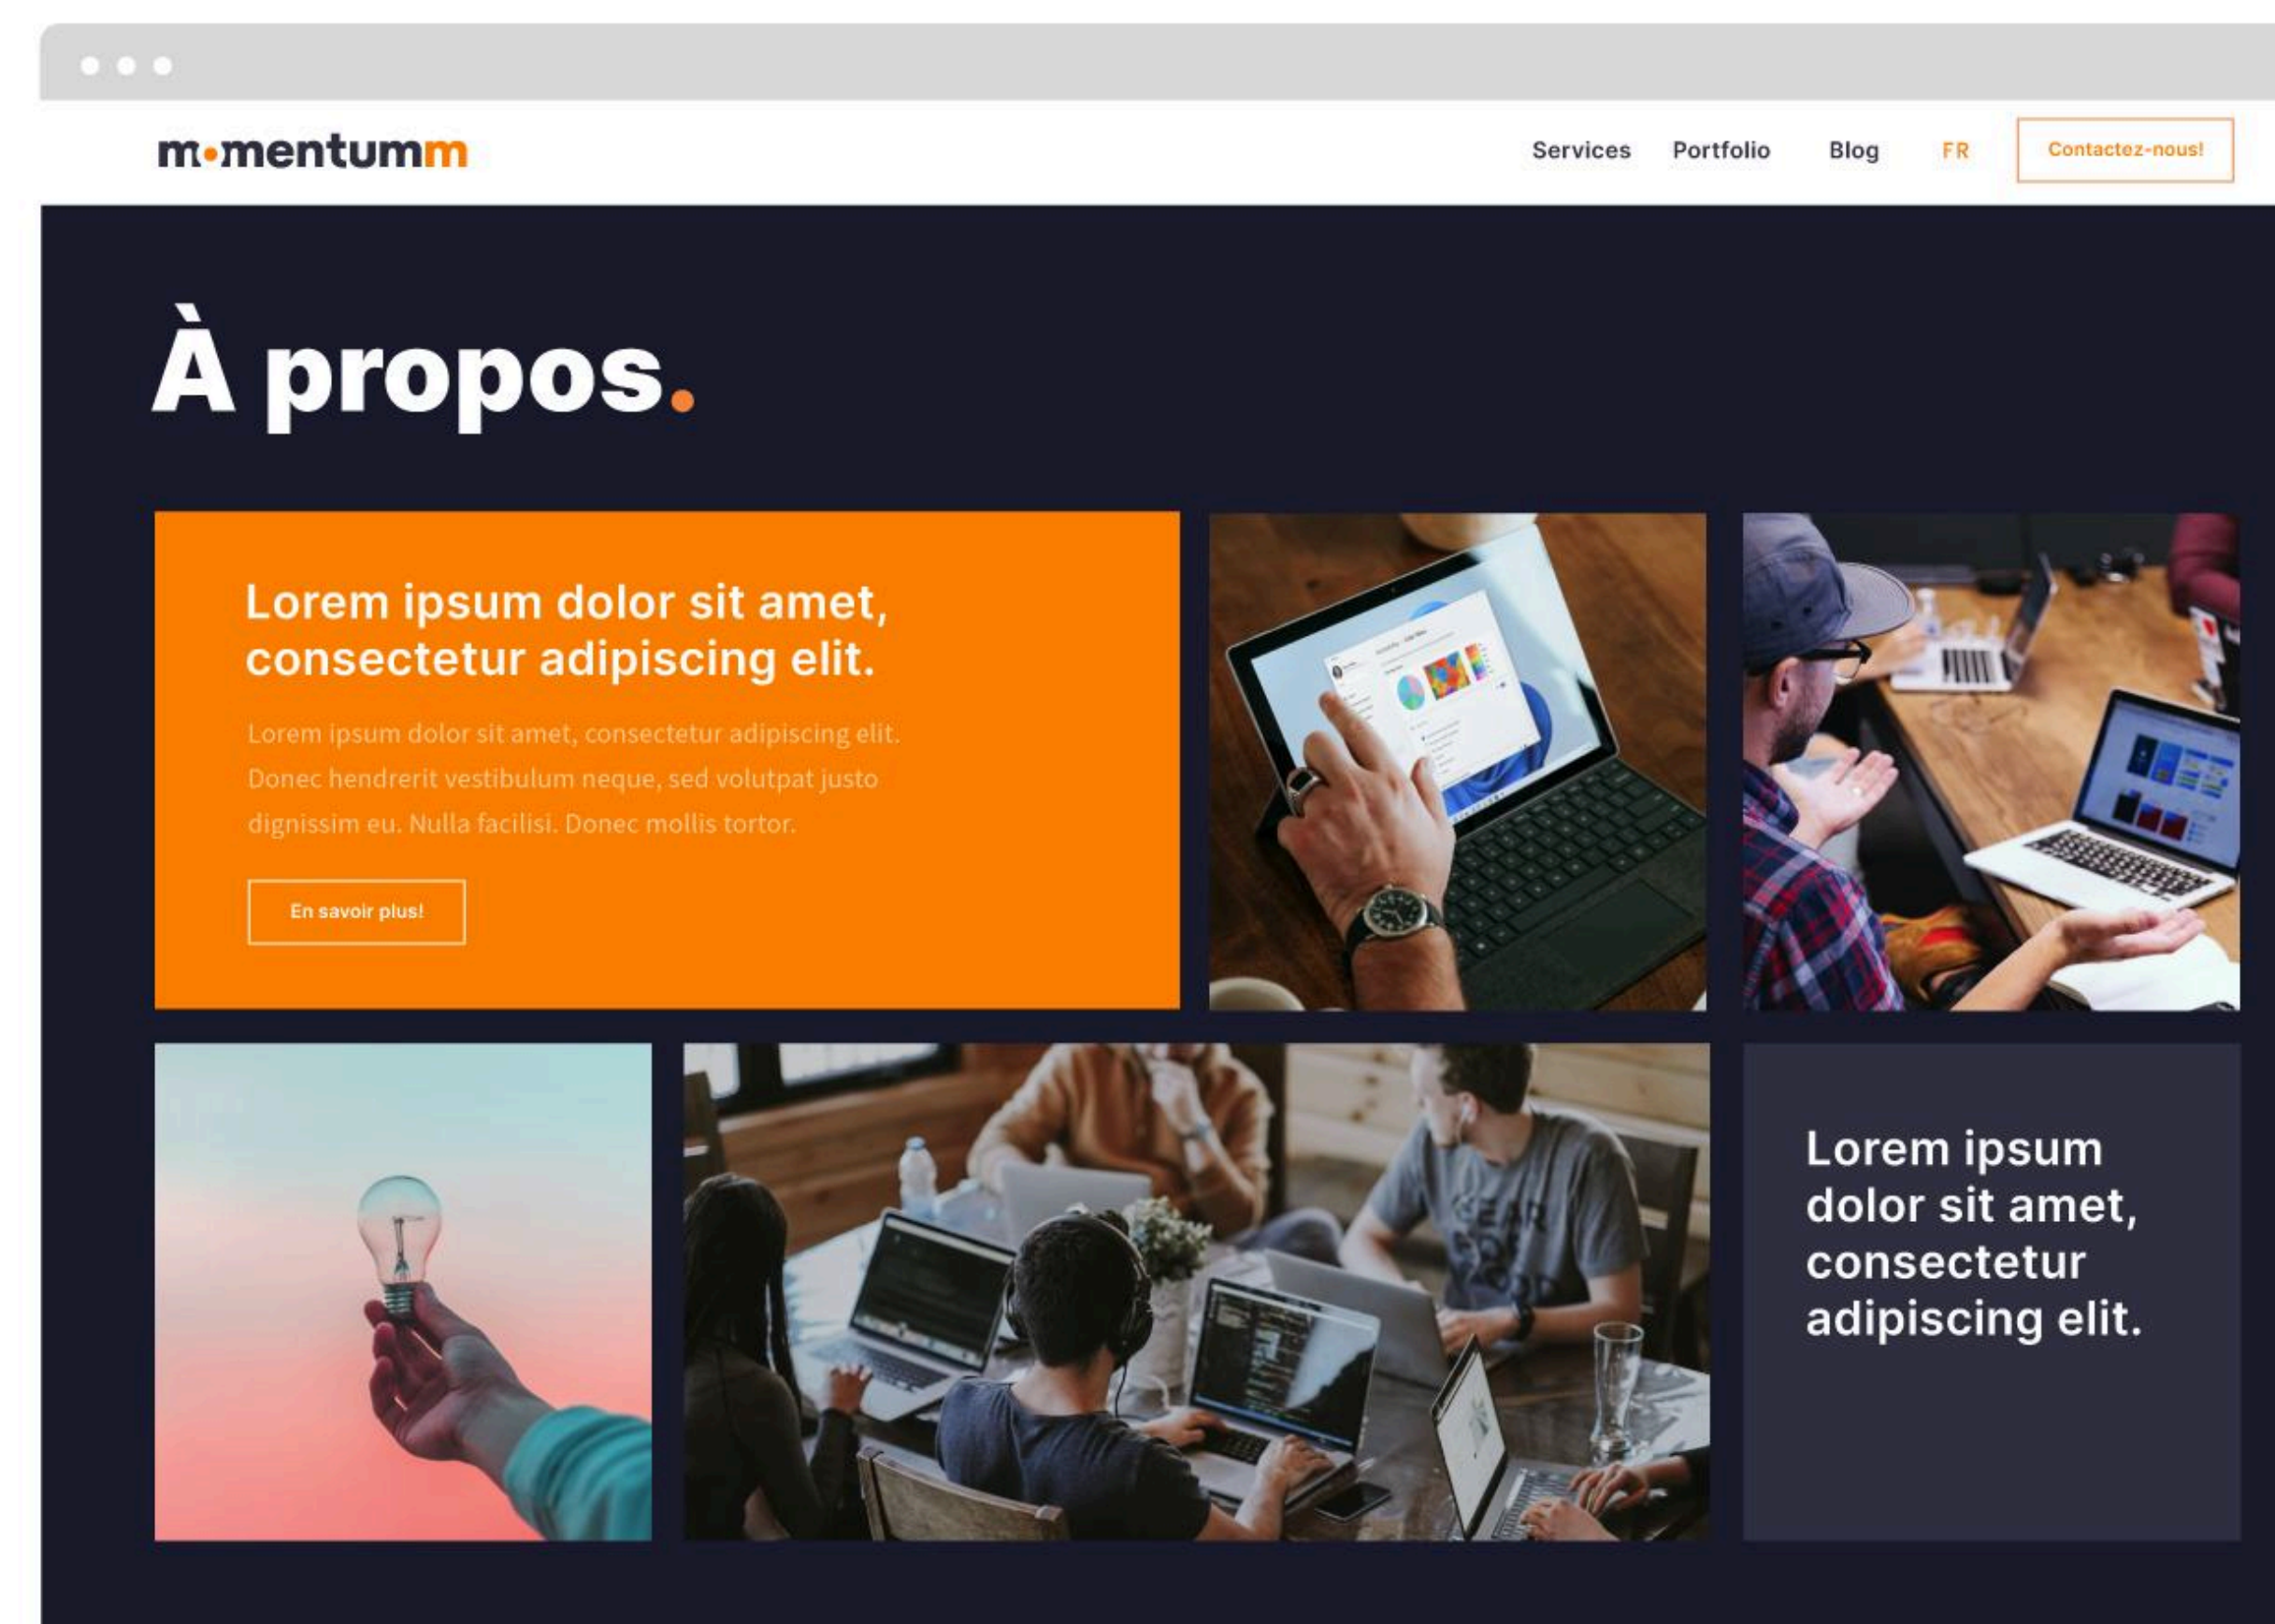 momentumm
Services Portfolio Blog FR Contactez-nous!
À propos.
Lorem ipsum dolor sit amet,
consectetur adipiscing elit.
Lorem ipsum dolor sit amet, consectetur adipiscing elit.
Donec hendrerit vestibulum neque, sed volutpat justo
dignissim eu. Nulla facilisi. Donec mollis tortor.
En savoir plus!
Lorem ipsum
dolor sit amet,
consectetur
adipiscing elit.